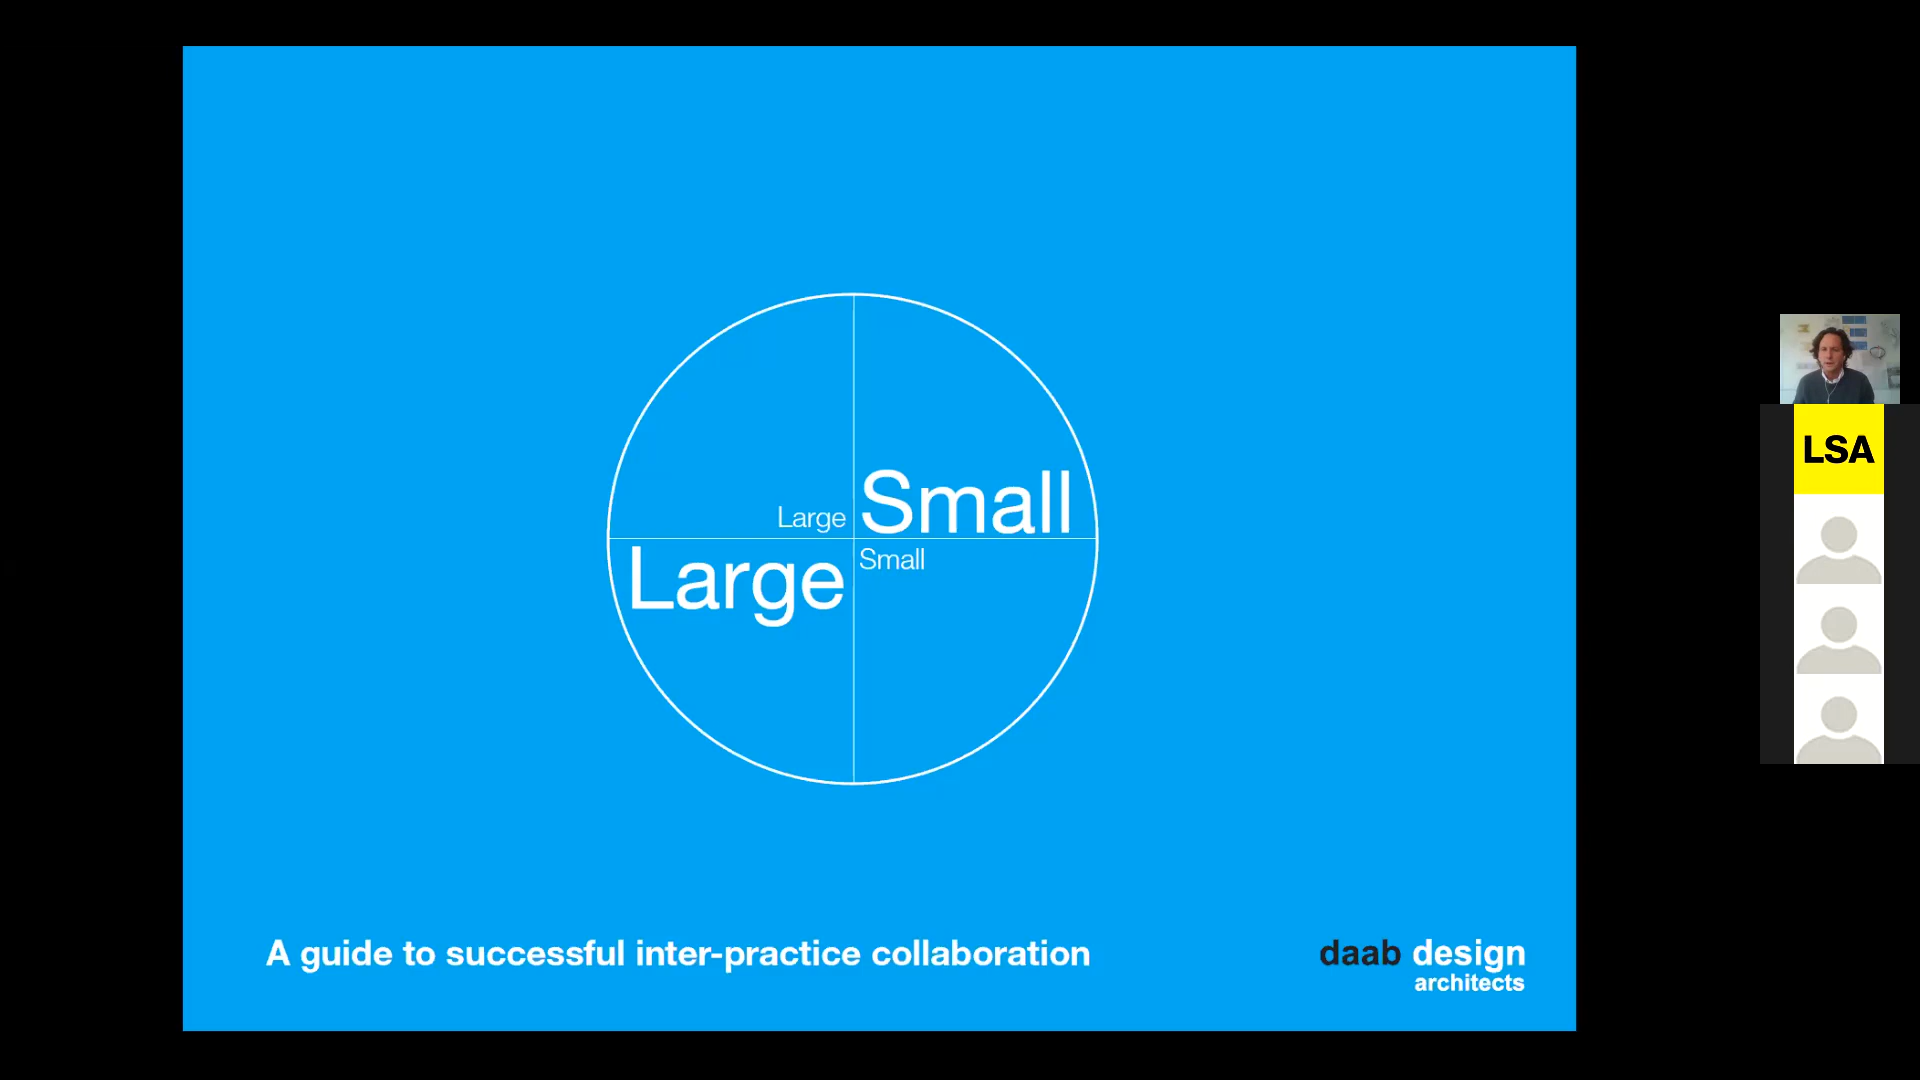 Large Small
Large Small
A guide to successful inter-practice collaboration
daab design
architects
LSA